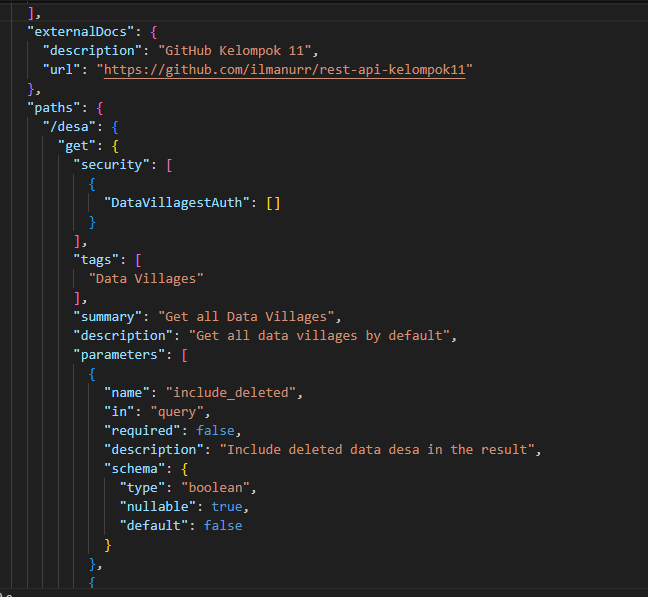 ],
"externalDocs": {
"description": "GitHub Kelompok 11",
"url": "https://github.com/ilmanurr/rest-api-kelompok11"
},
"paths": {
"/desa": {
"get": {
"security": [
{
"DataVillagestAuth": []
}
],
"tags": [
"Data Villages"
],
"summary": "Get all Data Villages",
"description": "Get all data villages by default",
"parameters": [
{
"name": "include_deleted",
"in": "query",
"required": false,
"description": "Include deleted data desa in the result",
"schema": {
"type": "boolean",
"nullable": true,
"default": false
}
},
{